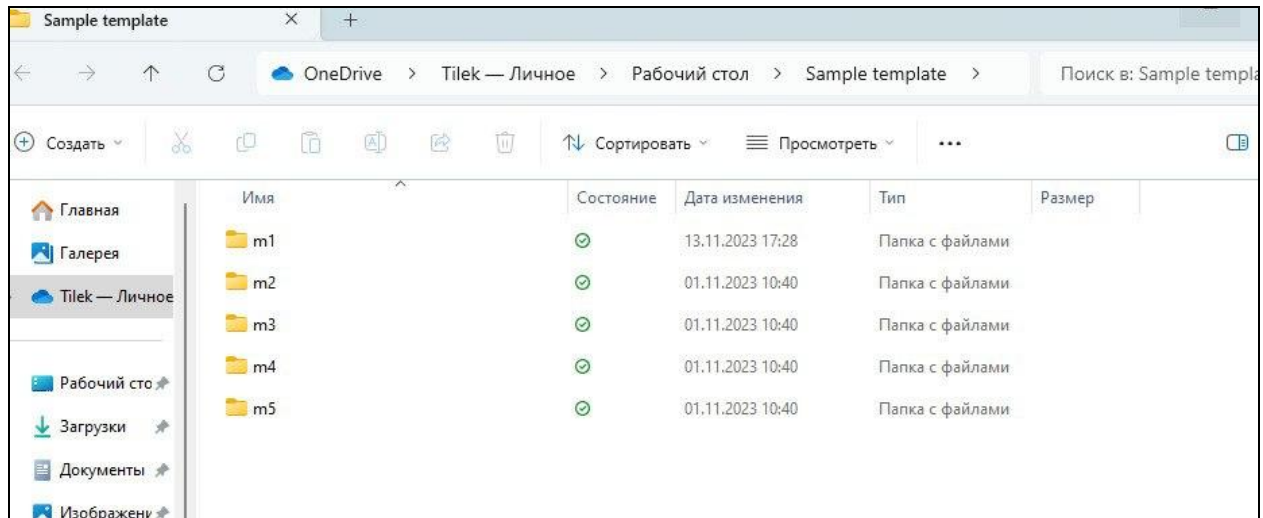 Sample template
OneDrive > Tilek — Личное > Рабочий стол > Sample template > Поиск в: Sample templa
Создать Сортировать Просмотреть
Имя Состояние Дата изменения Тип Размер
Главная
Галерея
Tilek — Личное
Рабочий сто
Загрузки
Документы
Изображени
m1 13.11.2023 17:28 Папка с файлами
m2 01.11.2023 10:40 Папка с файлами
m3 01.11.2023 10:40 Папка с файлами
m4 01.11.2023 10:40 Папка с файлами
m5 01.11.2023 10:40 Папка с файлами